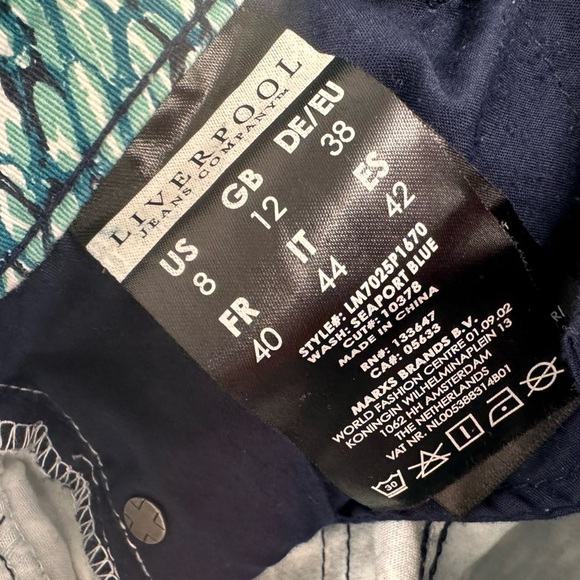 LIVERPOOL
JEANS COMPANY™
US GB DE/EU
8 12 38
FR IT ES
40 44 42
STYLE#: LM7025P1670
WASH: SEAPORT BLUE
CUT#: 10378
MADE IN CHINA
RN#: 133647
CA#: 05633
MARXS BRANDS B.V.
WORLD FASHION CENTRE 01.09.02
KONINGIN WILHELMINAPLEIN 13
1062 HH AMSTERDAM
THE NETHERLANDS
VAT NR: NL005388314B01
30